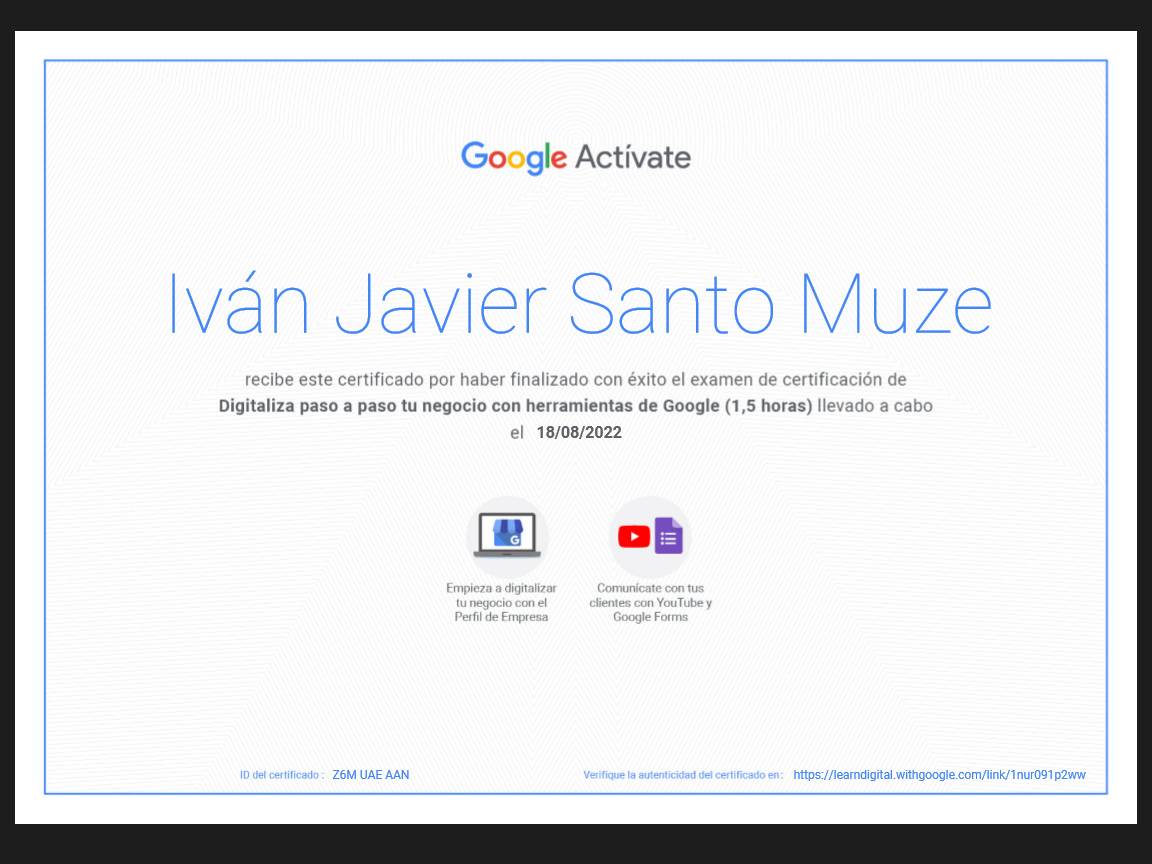 Google Actívate
Iván Javier Santo Muze
recibe este certificado por haber finalizado con éxito el examen de certificación de
Digitaliza paso a paso tu negocio con herramientas de Google (1,5 horas) llevado a cabo
el 18/08/2022
G
Empieza a digitalizar
tu negocio con el
Perfil de Empresa
Comunícate con tus
clientes con YouTube y
Google Forms
ID del certificado : Z6M UAE AAN
Verifique la autenticidad del certificado en : https://learndigital.withgoogle.com/link/1nur091p2ww